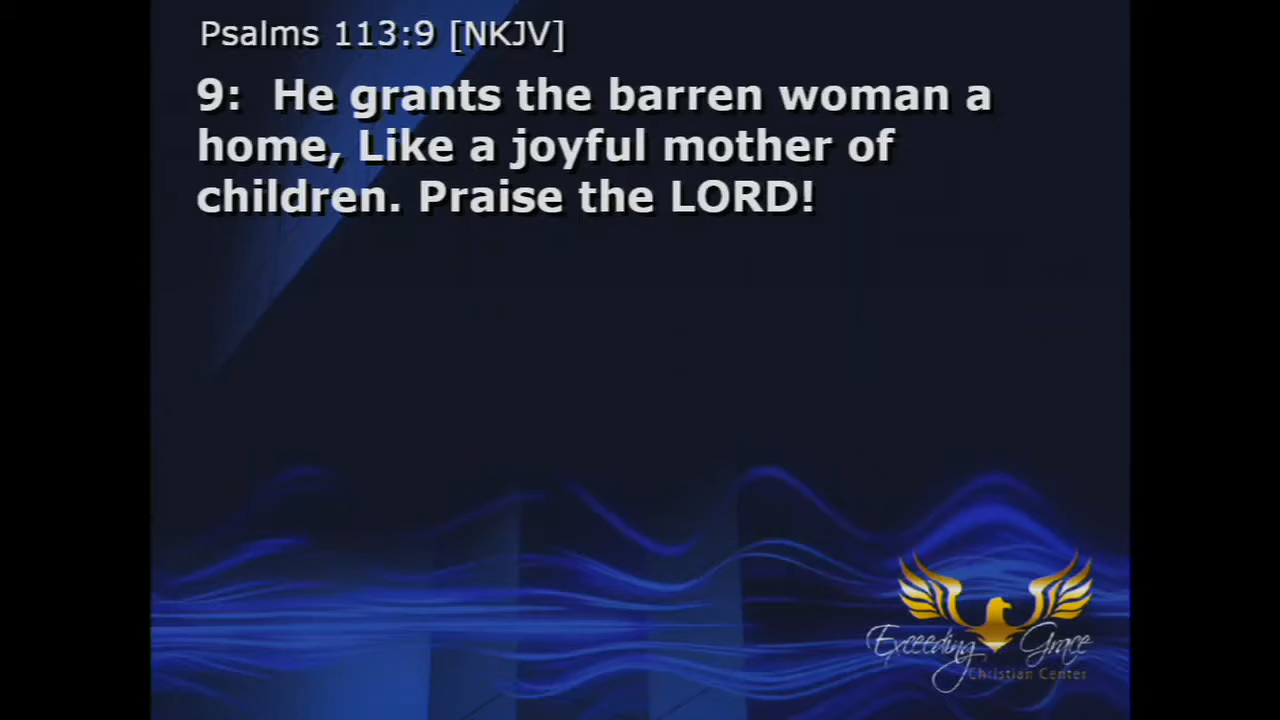 Psalms 113:9 [NKJV]
9: He grants the barren woman a
home, Like a joyful mother of
children. Praise the LORD!
Exceeding Grace
Christian Center